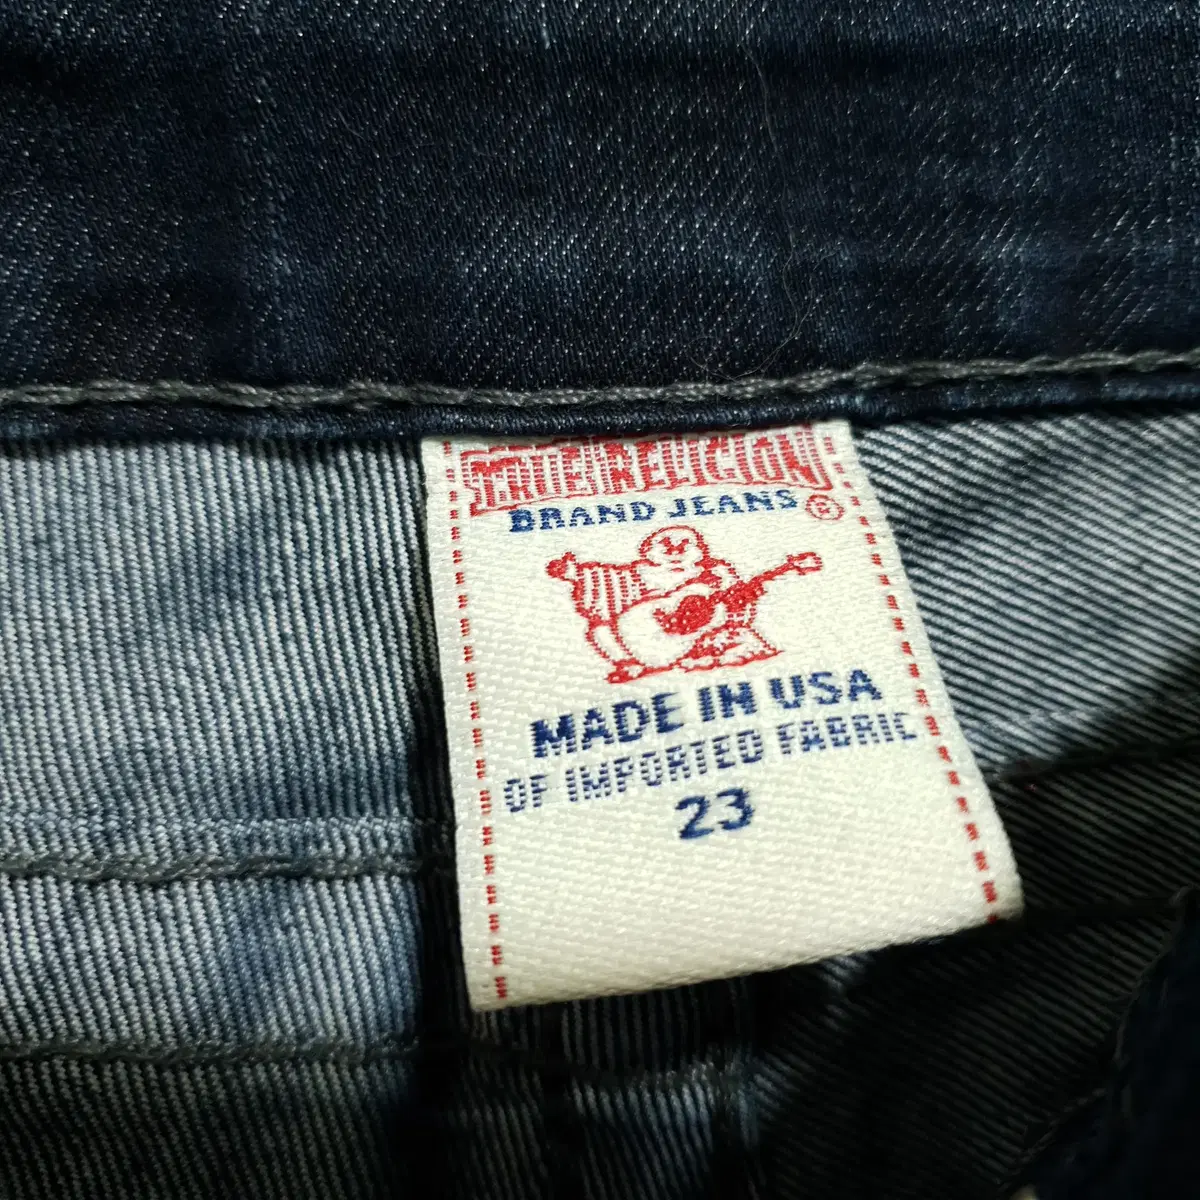 TRUE RELIGION
BRAND JEANS ®
MADE IN USA
OF IMPORTED FABRIC
23